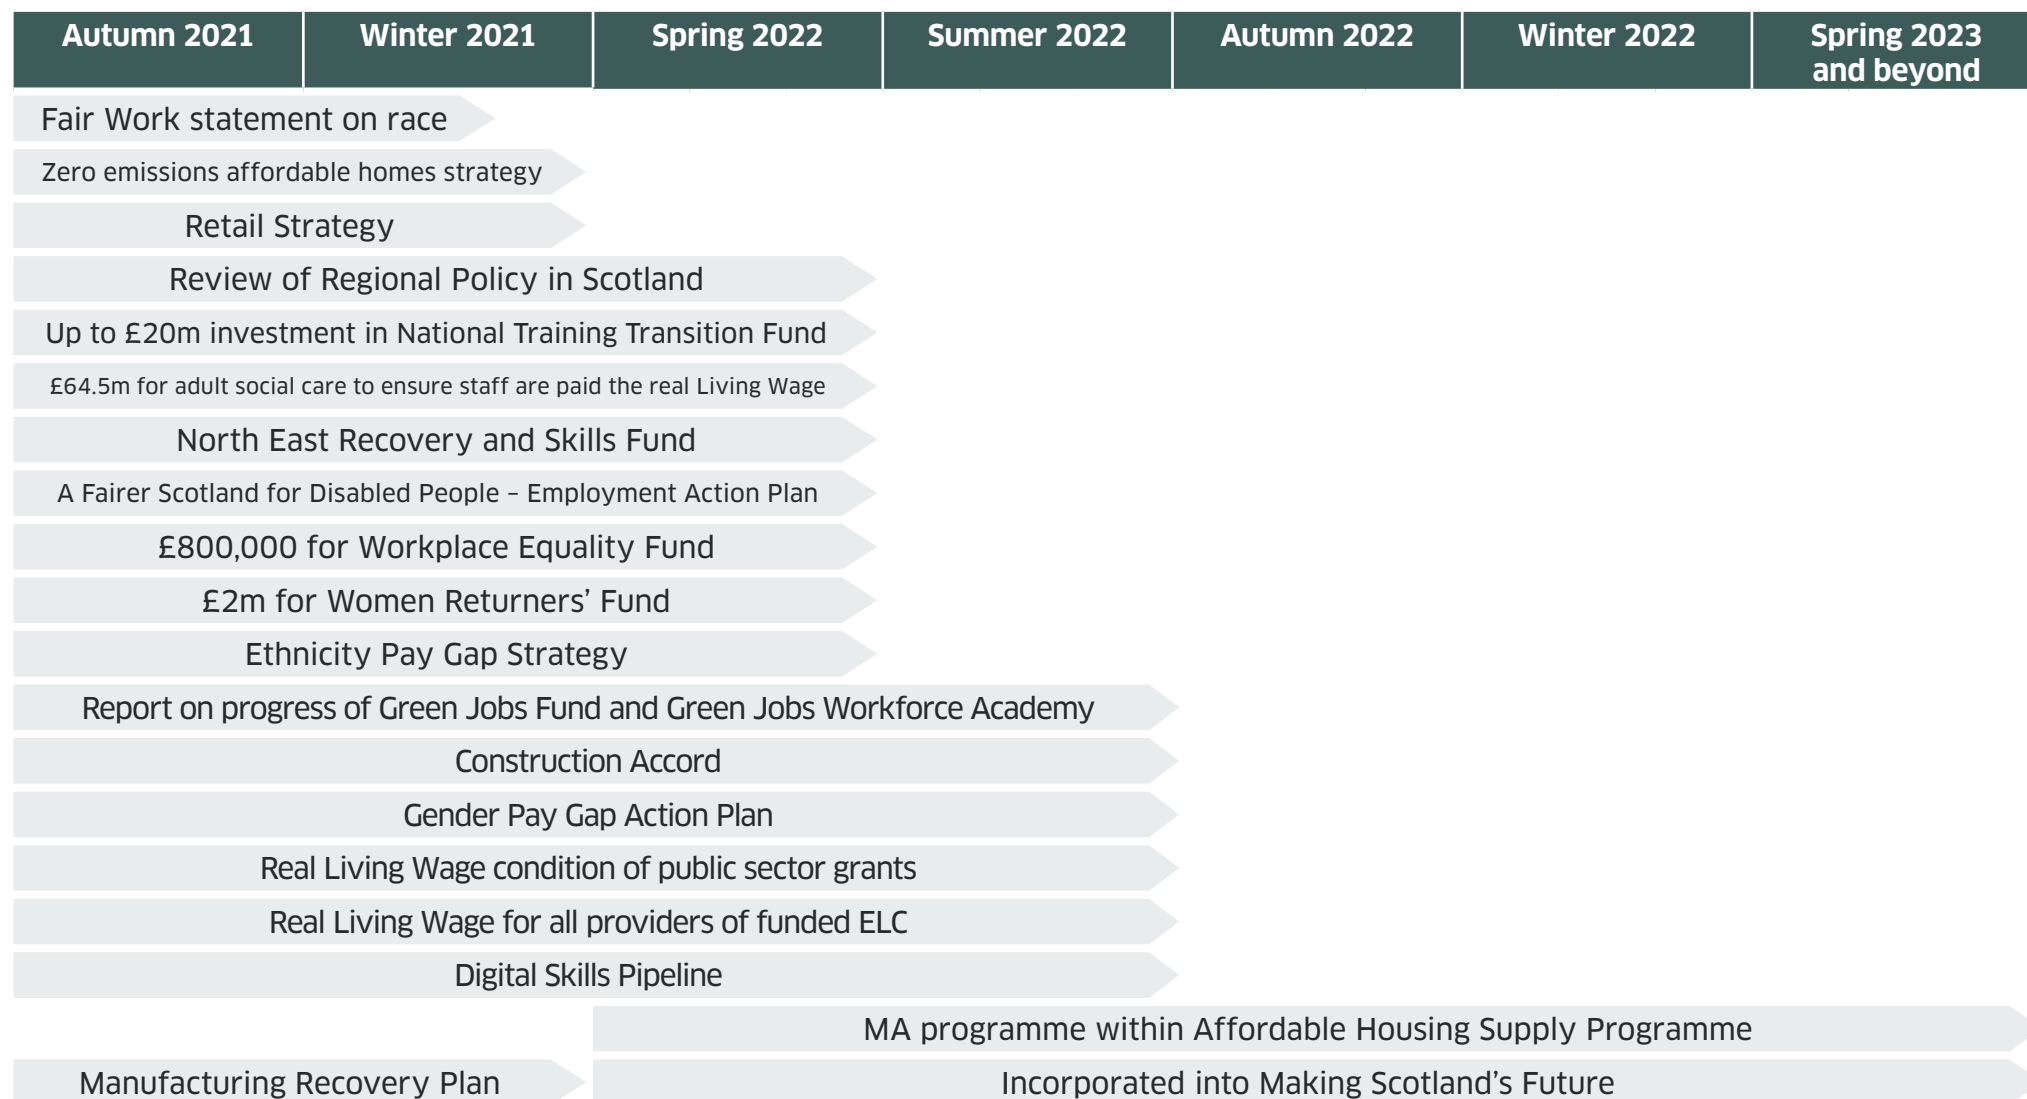 Autumn 2021
Winter 2021
Spring 2022
Summer 2022
Autumn 2022
Winter 2022
Spring 2023
and beyond
Fair Work statement on race
Zero emissions affordable homes strategy
Retail Strategy
Review of Regional Policy in Scotland
Up to £20m investment in National Training Transition Fund
£64.5m for adult social care to ensure staff are paid the real Living Wage
North East Recovery and Skills Fund
A Fairer Scotland for Disabled People – Employment Action Plan
£800,000 for Workplace Equality Fund
£2m for Women Returners’ Fund
Ethnicity Pay Gap Strategy
Report on progress of Green Jobs Fund and Green Jobs Workforce Academy
Construction Accord
Gender Pay Gap Action Plan
Real Living Wage condition of public sector grants
Real Living Wage for all providers of funded ELC
Digital Skills Pipeline
MA programme within Affordable Housing Supply Programme
Manufacturing Recovery Plan
Incorporated into Making Scotland’s Future